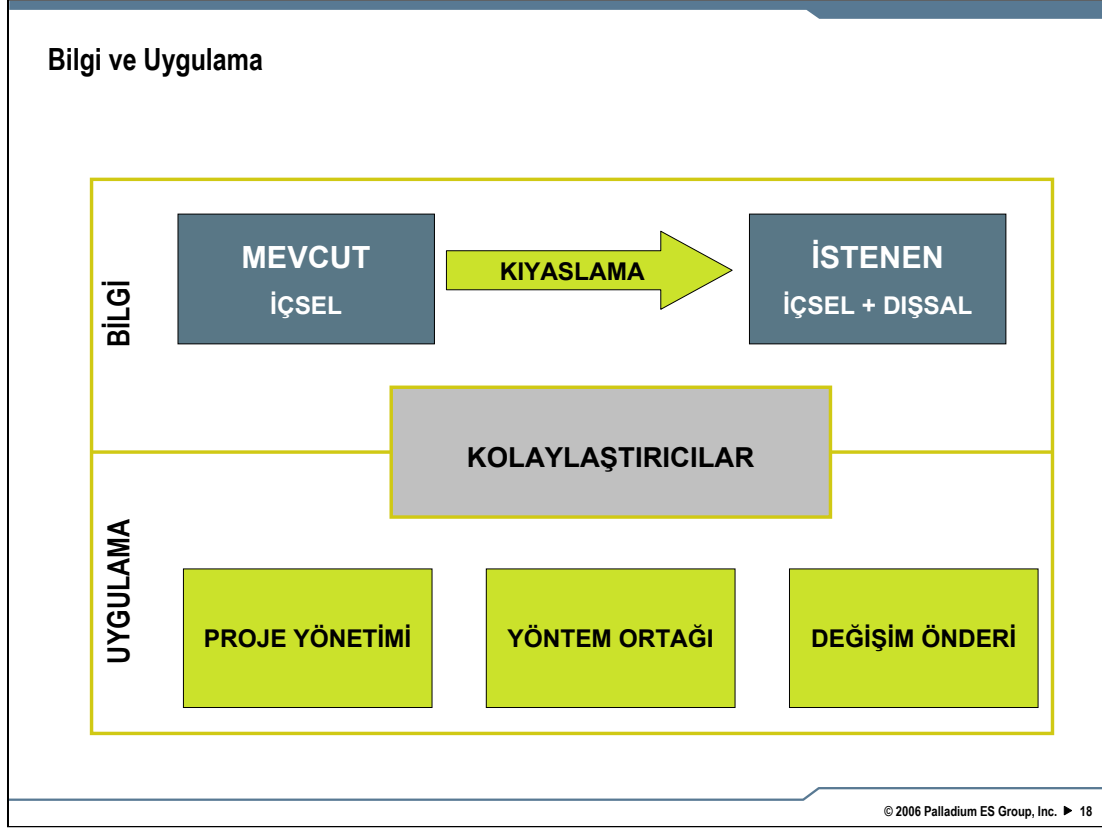 Bilgi ve Uygulama
BİLGİ
MEVCUT
İÇSEL
KIYASLAMA
İSTENEN
İÇSEL + DIŞSAL
KOLAYLAŞTIRICILAR
UYGULAMA
PROJE YÖNETİMİ
YÖNTEM ORTAĞI
DEĞİŞİM ÖNDERİ
© 2006 Palladium ES Group, Inc. ▶ 18